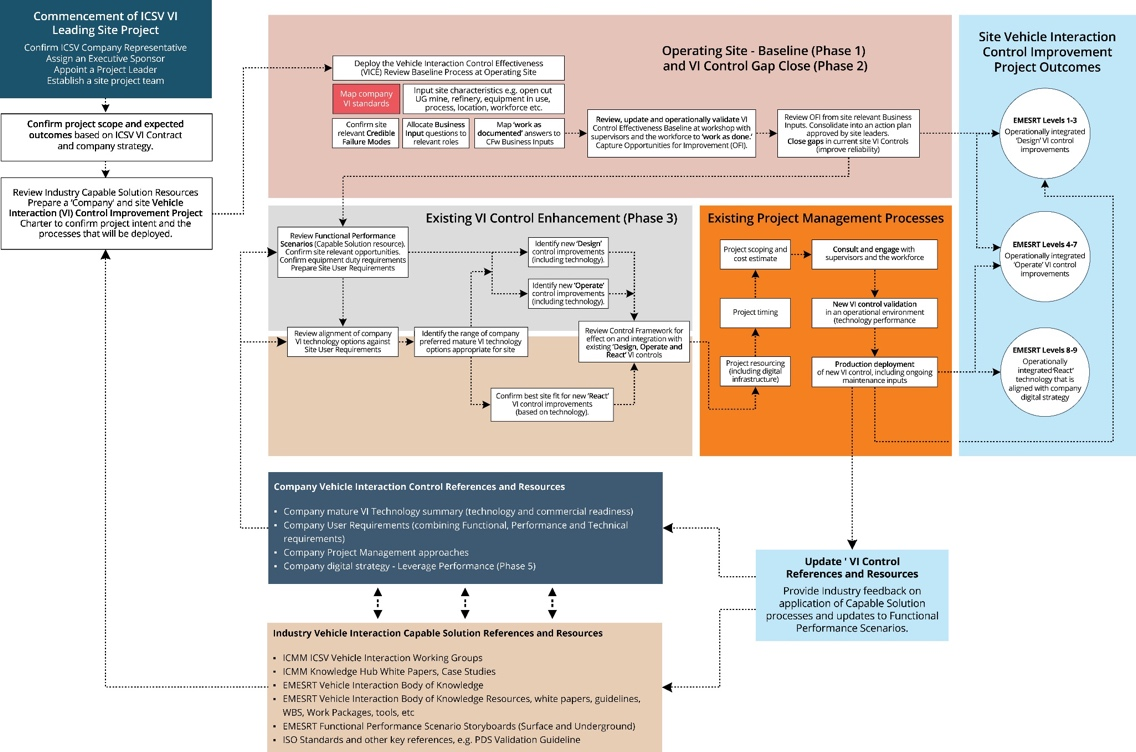 Commencement of ICSV VI
Leading Site Project
Confirm ICSV Company Representative
Assign an Executive Sponsor
Appoint a Project Leader
Establish a site project team
Confirm project scope and expected
outcomes based on ICSV VI Contract
and company strategy.
Review Industry Capable Solution Resources
Prepare a ‘Company’ and site Vehicle
Interaction (VI) Control Improvement Project
Charter to confirm project intent and the
processes that will be deployed.
Operating Site - Baseline (Phase 1)
and VI Control Gap Close (Phase 2)
Deploy the Vehicle Interaction Control Effectiveness
(VICE) Review Baseline Process at Operating Site
Map company
VI standards
Input site characteristics e.g. open cut
UG mine, refinery, equipment in use,
process, location, workforce etc.
Confirm site
relevant Credible
Failure Modes
Allocate Business
Input questions to
relevant roles
Map ‘work as
documented’ answers to
CFw Business Inputs
Review, update and operationally validate VI
Control Effectiveness Baseline at workshop with
supervisors and the workforce to ‘work as done.’
Capture Opportunities for Improvement (OFI).
Review OFI from site relevant Business
Inputs. Consolidate into an action plan
approved by site leaders.
Close gaps in current site VI Controls
(improve reliability)
Site Vehicle Interaction
Control Improvement
Project Outcomes
EMESRT Levels 1-3
Operationally integrated
‘Design’ VI control
improvements
EMESRT Levels 4-7
Operationally integrated
‘Operate’ VI control
improvements
EMESRT Levels 8-9
Operationally
integrated‘React’
technology that is
aligned with company
digital strategy
Existing VI Control Enhancement (Phase 3)
Review Functional Performance
Scenarios (Capable Solution resource).
Confirm site relevant opportunities.
Confirm equipment duty requirements
Prepare Site User Requirements
Identify new ‘Design’
control improvements
(including technology).
Identify new ‘Operate’
control improvements
(including technology).
Review alignment of company
VI technology options against
Site User Requirements
Identify the range of company
preferred mature VI technology
options appropriate for site
Review Control Framework for
effect on and integration with
existing ‘Design, Operate and
React’ VI controls
Confirm best site fit for new ‘React’
VI control improvements
(based on technology).
Existing Project Management Processes
Project scoping and
cost estimate
Project timing
Project resourcing
(including digital
infrastructure)
Consult and engage with
supervisors and the workforce
New VI control validation
in an operational environment
(technology performance
Production deployment
of new VI control, including ongoing
maintenance inputs
Company Vehicle Interaction Control References and Resources
• Company mature VI Technology summary (technology and commercial readiness)
• Company User Requirements (combining Functional, Performance and Technical
requirements)
• Company Project Management approaches
• Company digital strategy - Leverage Performance (Phase 5)
Update ' VI Control
References and Resources
Provide Industry feedback on
application of Capable Solution
processes and updates to Functional
Performance Scenarios.
Industry Vehicle Interaction Capable Solution References and Resources
• ICMM ICSV Vehicle Interaction Working Groups
• ICMM Knowledge Hub White Papers, Case Studies
• EMESRT Vehicle Interaction Body of Knowledge
• EMESRT Vehicle Interaction Body of Knowledge Resources, white papers, guidelines,
WBS, Work Packages, tools, etc
• EMESRT Functional Performance Scenario Storyboards (Surface and Underground)
• ISO Standards and other key references, e.g. PDS Validation Guideline